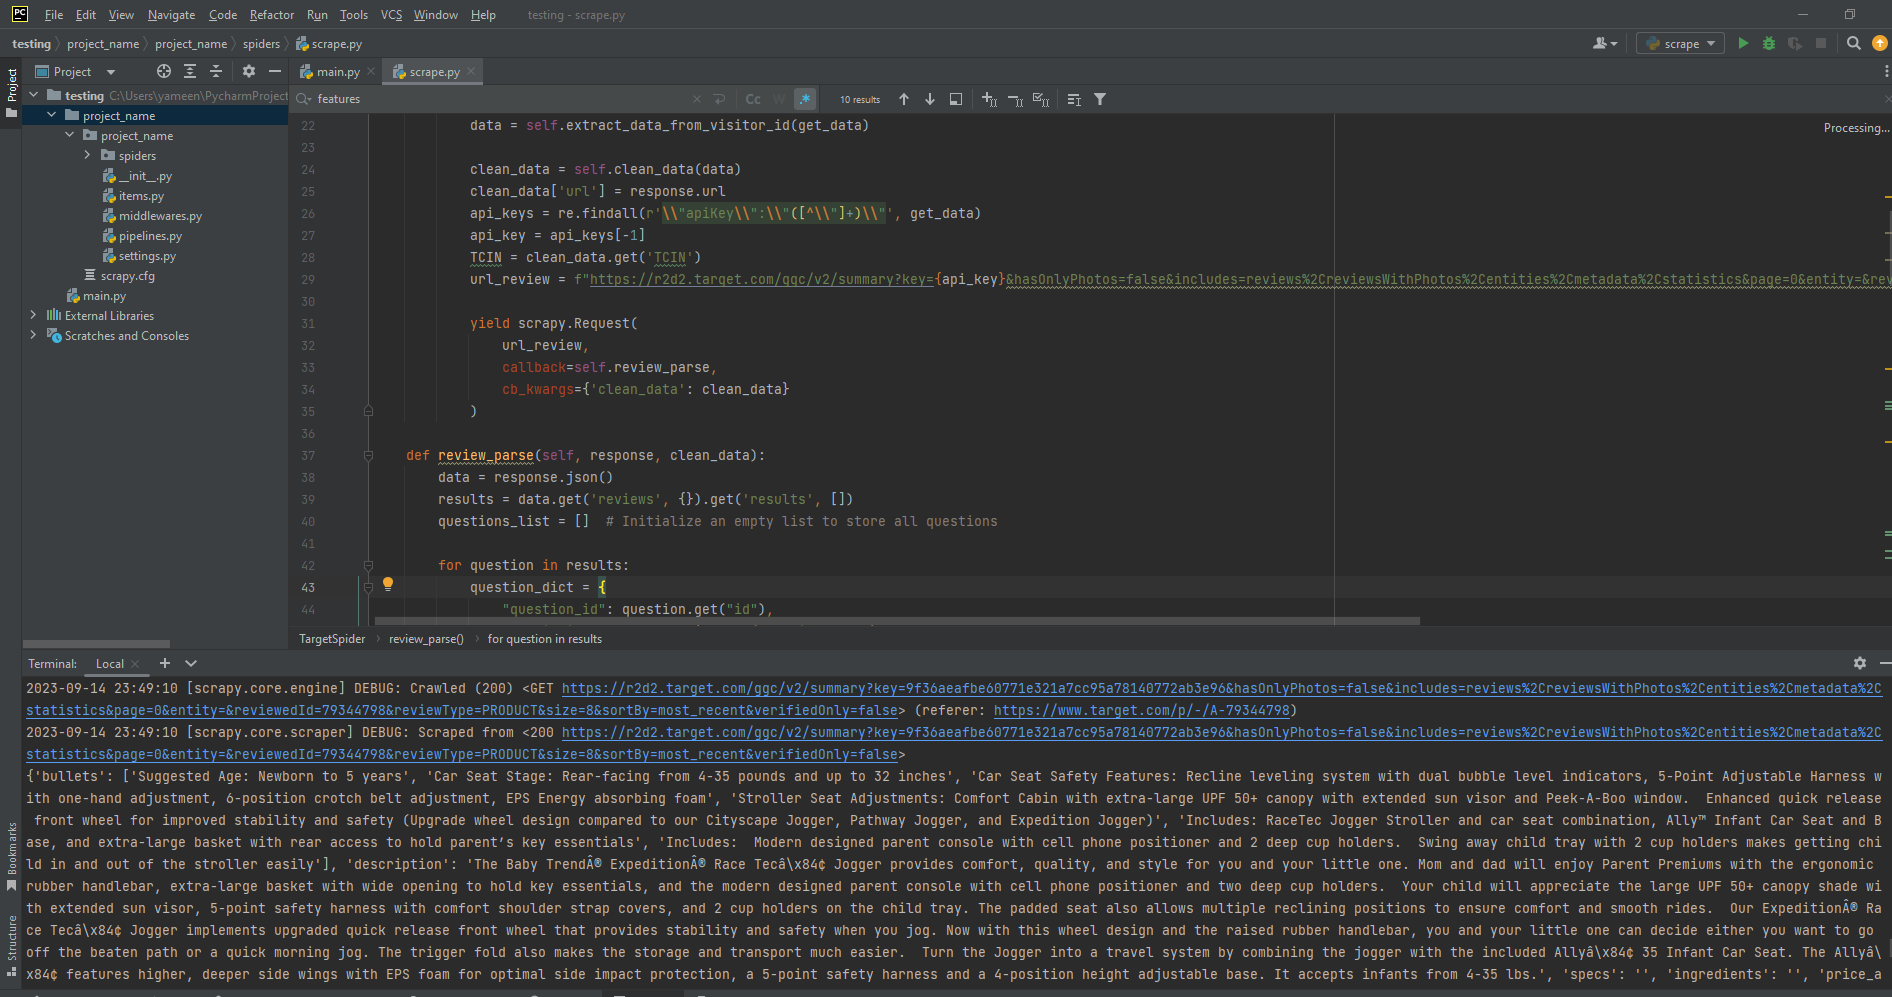 PC File Edit View Navigate Code Refactor Run Tools VCS Window Help testing - scrape.py
testing project_name project_name spiders scrape.py scrape
Project main.py scrape.py
Project
testing C:\Users\yameen\PycharmProject
project_name
project_name
spiders
__init__.py
items.py
middlewares.py
pipelines.py
settings.py
scrapy.cfg
main.py
External Libraries
Scratches and Consoles
features Cc W .* 10 results
Processing...
22 data = self.extract_data_from_visitor_id(get_data)
23
24 clean_data = self.clean_data(data)
25 clean_data['url'] = response.url
26 api_keys = re.findall(r'\\"apiKey\\":\\"([^\\"]+)\\"', get_data)
27 api_key = api_keys[-1]
28 TCIN = clean_data.get('TCIN')
29 url_review = f"https://r2d2.target.com/ggc/v2/summary?key={api_key}&hasOnlyPhotos=false&includes=reviews%2CreviewsWithPhotos%2Centities%2Cmetadata%2Cstatistics&page=0&entity=&rev
30
31 yield scrapy.Request(
32 url_review,
33 callback=self.review_parse,
34 cb_kwargs={'clean_data': clean_data}
35 )
36
37 def review_parse(self, response, clean_data):
38 data = response.json()
39 results = data.get('reviews', {}).get('results', [])
40 questions_list = [] # Initialize an empty list to store all questions
41
42 for question in results:
43 question_dict = {
44 "question_id": question.get("id"),
TargetSpider review_parse() for question in results
Terminal: Local
2023-09-14 23:49:10 [scrapy.core.engine] DEBUG: Crawled (200) <GET https://r2d2.target.com/ggc/v2/summary?key=9f36aeafbe60771e321a7cc95a78140772ab3e96&hasOnlyPhotos=false&includes=reviews%2CreviewsWithPhotos%2Centities%2Cmetadata%2C
statistics&page=0&entity=&reviewedId=79344798&reviewType=PRODUCT&size=8&sortBy=most_recent&verifiedOnly=false> (referer: https://www.target.com/p/-/A-79344798)
2023-09-14 23:49:10 [scrapy.core.scraper] DEBUG: Scraped from <200 https://r2d2.target.com/ggc/v2/summary?key=9f36aeafbe60771e321a7cc95a78140772ab3e96&hasOnlyPhotos=false&includes=reviews%2CreviewsWithPhotos%2Centities%2Cmetadata%2C
statistics&page=0&entity=&reviewedId=79344798&reviewType=PRODUCT&size=8&sortBy=most_recent&verifiedOnly=false>
{'bullets': ['Suggested Age: Newborn to 5 years', 'Car Seat Stage: Rear-facing from 4-35 pounds and up to 32 inches', 'Car Seat Safety Features: Recline leveling system with dual bubble level indicators, 5-Point Adjustable Harness w
ith one-hand adjustment, 6-position crotch belt adjustment, EPS Energy absorbing foam', 'Stroller Seat Adjustments: Comfort Cabin with extra-large UPF 50+ canopy with extended sun visor and Peek-A-Boo window.  Enhanced quick release
front wheel for improved stability and safety (Upgrade wheel design compared to our Cityscape Jogger, Pathway Jogger, and Expedition Jogger)', 'Includes: RaceTec Jogger Stroller and car seat combination, Ally™ Infant Car Seat and B
ase, and extra-large basket with rear access to hold parent’s key essentials', 'Includes:  Modern designed parent console with cell phone positioner and 2 deep cup holders.  Swing away child tray with 2 cup holders makes getting chi
ld in and out of the stroller easily'], 'description': 'The Baby TrendÂ® ExpeditionÂ® Race Tecâ\x84¢ Jogger provides comfort, quality, and style for you and your little one. Mom and dad will enjoy Parent Premiums with the ergonomic
rubber handlebar, extra-large basket with wide opening to hold key essentials, and the modern designed parent console with cell phone positioner and two deep cup holders.  Your child will appreciate the large UPF 50+ canopy shade wi
th extended sun visor, 5-point safety harness with comfort shoulder strap covers, and 2 cup holders on the child tray. The padded seat also allows multiple reclining positions to ensure comfort and smooth rides.  Our ExpeditionÂ® Ra
ce Tecâ\x84¢ Jogger implements upgraded quick release front wheel that provides stability and safety when you jog. Now with this wheel design and the raised rubber handlebar, you and your little one can decide either you want to go
off the beaten path or a quick morning jog. The trigger fold also makes the storage and transport much easier.  Turn the Jogger into a travel system by combining the jogger with the included Allyâ\x84¢ 35 Infant Car Seat. The Allyâ\
x84¢ features higher, deeper side wings with EPS foam for optimal side impact protection, a 5-point safety harness and a 4-position height adjustable base. It accepts infants from 4-35 lbs.', 'specs': '', 'ingredients': '', 'price_a
Bookmarks
Structure